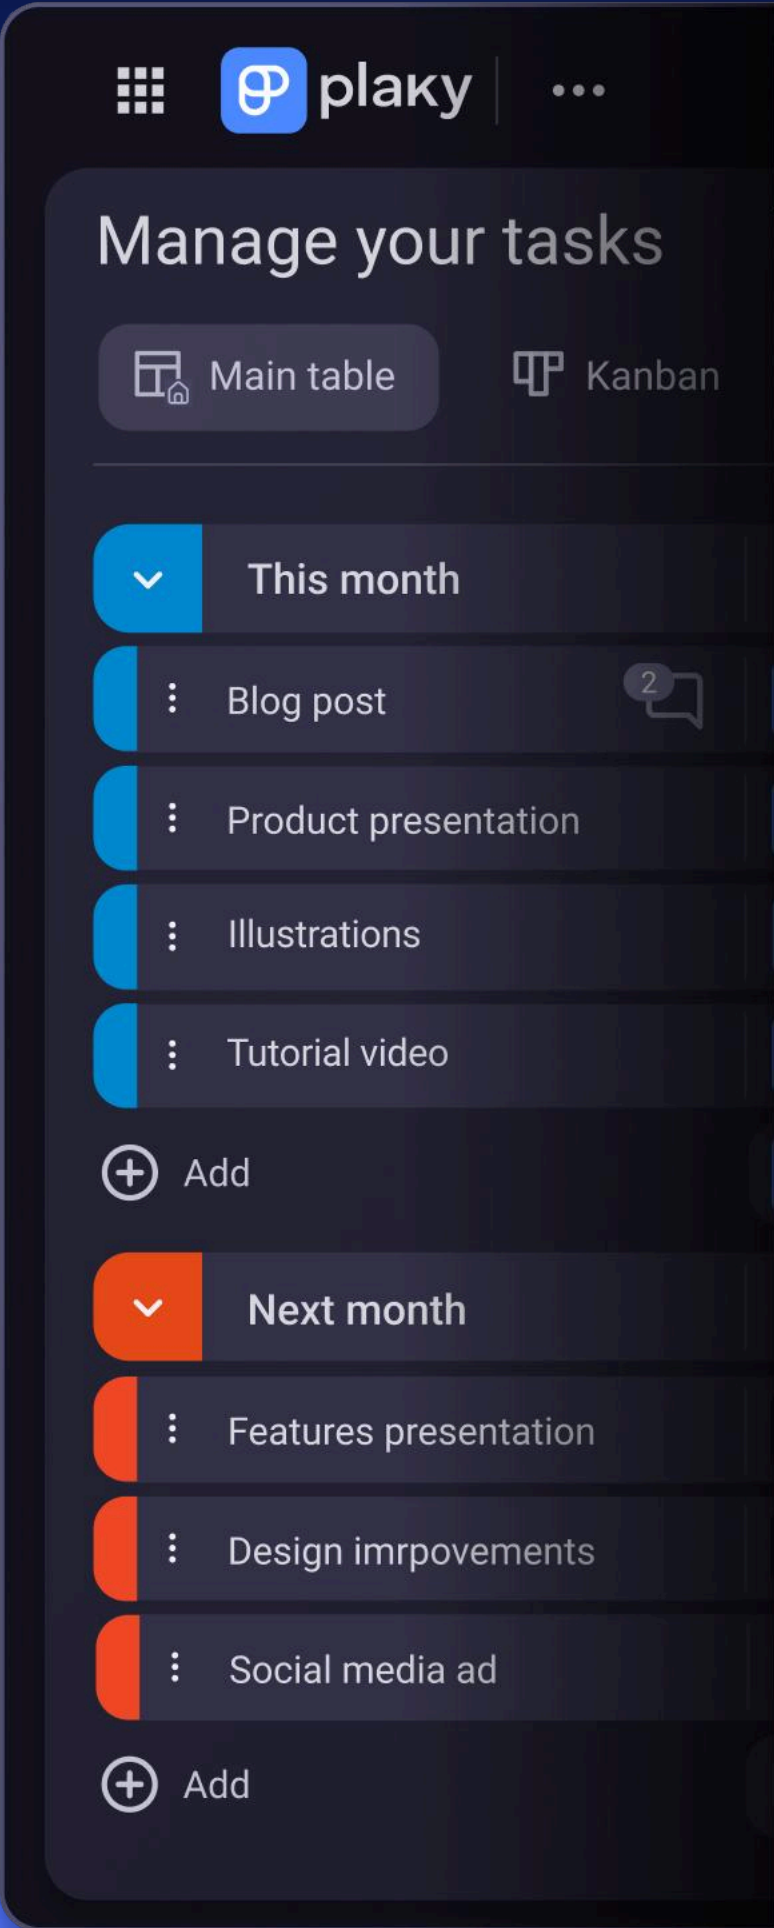 plaky
Manage your tasks
Main table
Kanban
This month
Blog post
2
Product presentation
Illustrations
Tutorial video
Add
Next month
Features presentation
Design imrpovements
Social media ad
Add